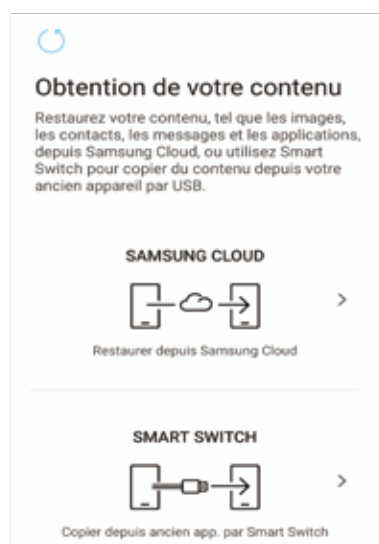 Obtention de votre contenu
Restaurez votre contenu, tel que les images,
les contacts, les messages et les applications,
depuis Samsung Cloud, ou utilisez Smart
Switch pour copier du contenu depuis votre
ancien appareil par USB.
SAMSUNG CLOUD
Restaurer depuis Samsung Cloud
SMART SWITCH
Copier depuis ancien app. par Smart Switch